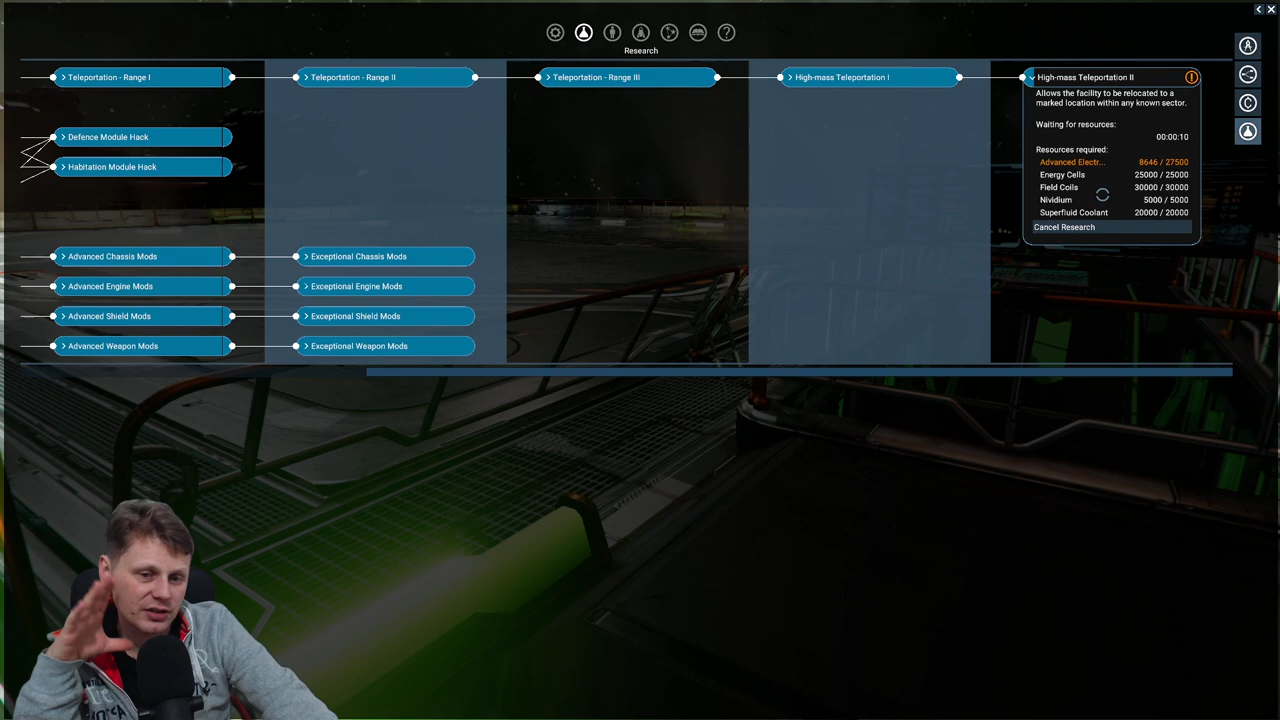 Research
Teleportation - Range I
Teleportation - Range II
Teleportation - Range III
High-mass Teleportation I
High-mass Teleportation II
Allows the facility to be relocated to a
marked location within any known sector.
Waiting for resources:
00:00:10
Resources required:
Advanced Electr... 8646 / 27500
Energy Cells 25000 / 25000
Field Coils 30000 / 30000
Nividium 5000 / 5000
Superfluid Coolant 20000 / 20000
Cancel Research
Defence Module Hack
Habitation Module Hack
Advanced Chassis Mods
Exceptional Chassis Mods
Advanced Engine Mods
Exceptional Engine Mods
Advanced Shield Mods
Exceptional Shield Mods
Advanced Weapon Mods
Exceptional Weapon Mods